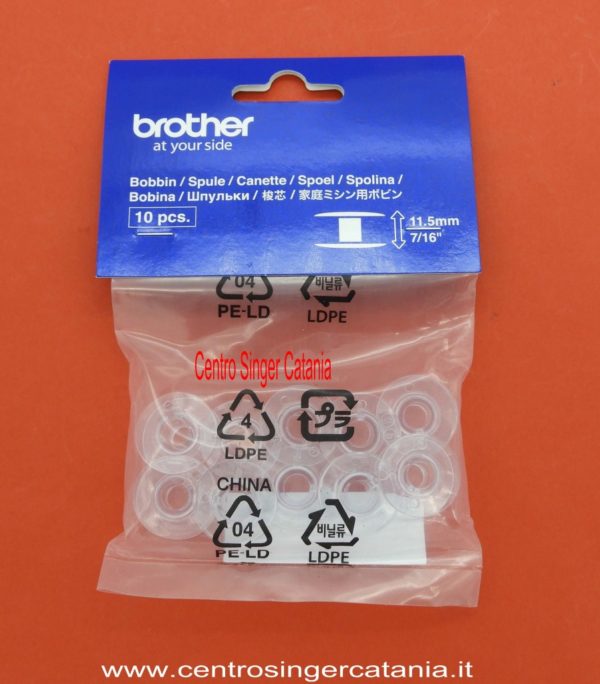 brother
at your side
Bobbin / Spule / Canette / Spoel / Spolina /
Bobina / Шпульки / 梭芯 / 家庭ミシン用ボビン
10 pcs.
11.5mm
7/16"
04
PE-LD
비닐류
LDPE
Centro Singer Catania
4
LDPE
プラ
CHINA
04
PE-LD
비닐류
LDPE
www.centrosingercatania.it